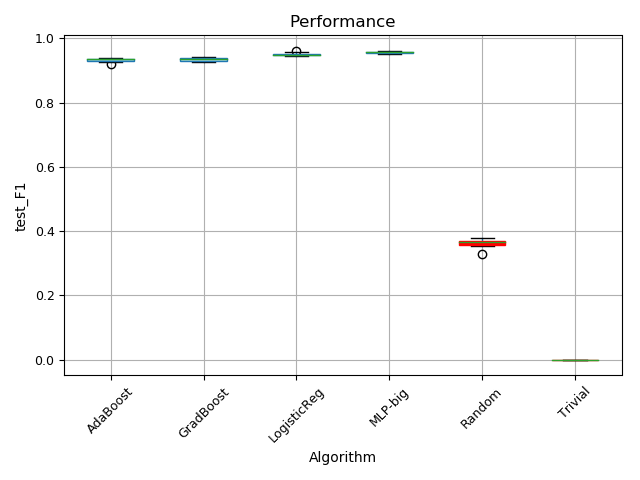 Performance
1.0
0.8
0.6
0.4
0.2
0.0
test_F1
AdaBoost
GradBoost
LogisticReg
MLP-big
Random
Trivial
Algorithm